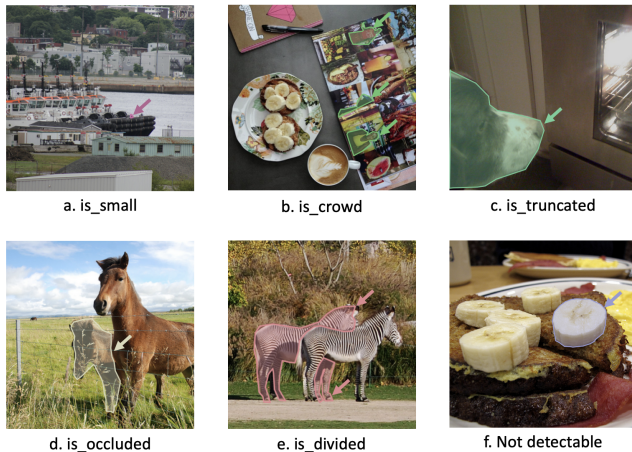 a. is_small
b. is_crowd
c. is_truncated
d. is_occluded
e. is_divided
f. Not detectable